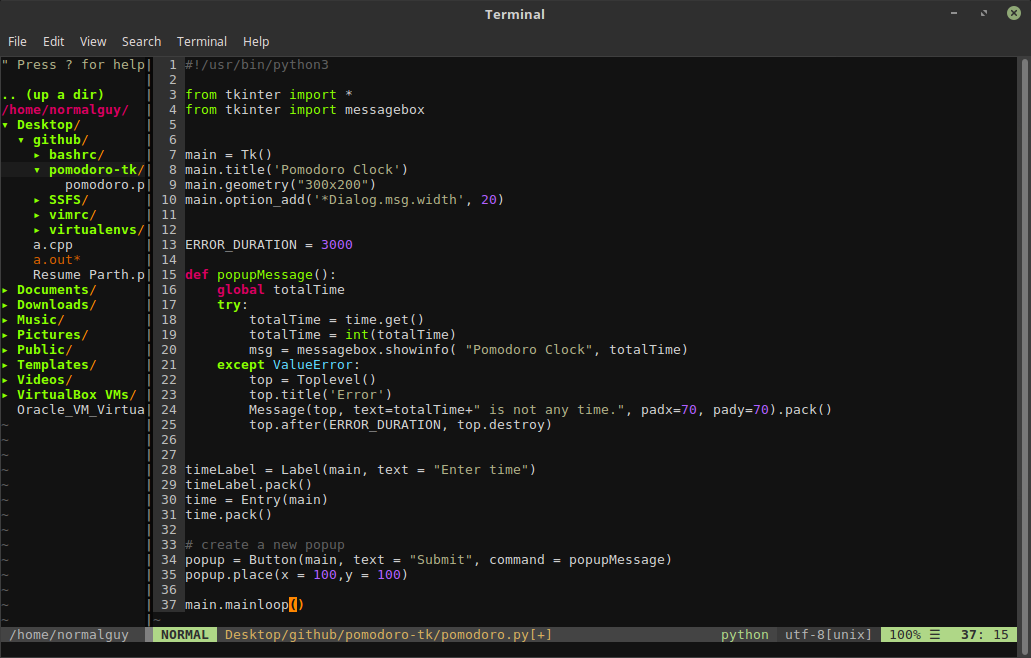 Terminal
File Edit View Search Terminal Help
" Press ? for help
.. (up a dir)
/home/normalguy/
▾ Desktop/
▾ github/
▸ bashrc/
▾ pomodoro-tk/
pomodoro.p
▸ SSFS/
▸ vimrc/
▸ virtualenvs/
a.cpp
a.out*
Resume Parth.p
▸ Documents/
▸ Downloads/
▸ Music/
▸ Pictures/
▸ Public/
▸ Templates/
▸ Videos/
▸ VirtualBox VMs/
Oracle_VM_Virtua
~
~
~
~
~
~
~
~
~
~
~
~
~
1 #!/usr/bin/python3
2
3 from tkinter import *
4 from tkinter import messagebox
5
6
7 main = Tk()
8 main.title('Pomodoro Clock')
9 main.geometry("300x200")
10 main.option_add('*Dialog.msg.width', 20)
11
12
13 ERROR_DURATION = 3000
14
15 def popupMessage():
16     global totalTime
17     try:
18         totalTime = time.get()
19         totalTime = int(totalTime)
20         msg = messagebox.showinfo( "Pomodoro Clock", totalTime)
21     except ValueError:
22         top = Toplevel()
23         top.title('Error')
24         Message(top, text=totalTime+" is not any time.", padx=70, pady=70).pack()
25         top.after(ERROR_DURATION, top.destroy)
26
27
28 timeLabel = Label(main, text = "Enter time")
29 timeLabel.pack()
30 time = Entry(main)
31 time.pack()
32
33 # create a new popup
34 popup = Button(main, text = "Submit", command = popupMessage)
35 popup.place(x = 100,y = 100)
36
37 main.mainloop()
~
/home/normalguy NORMAL Desktop/github/pomodoro-tk/pomodoro.py[+] python utf-8[unix] 100% ☰ 37: 15